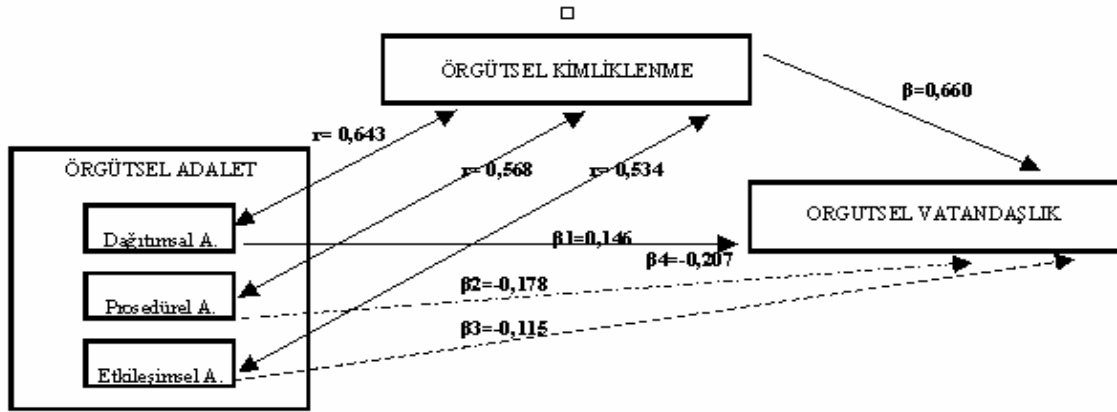 ÖRGÜTSEL KİMLİKLENME
β=0,660
r= 0,643
r= 0,568
r= 0,534
ÖRGÜTSEL ADALET
Dağıtımsal A.
Prosedürel A.
Etkileşimsel A.
ORGUTSEL VATANDAŞLIK
β1=0,146
β4=-0,207
β2=-0,178
β3=-0,115